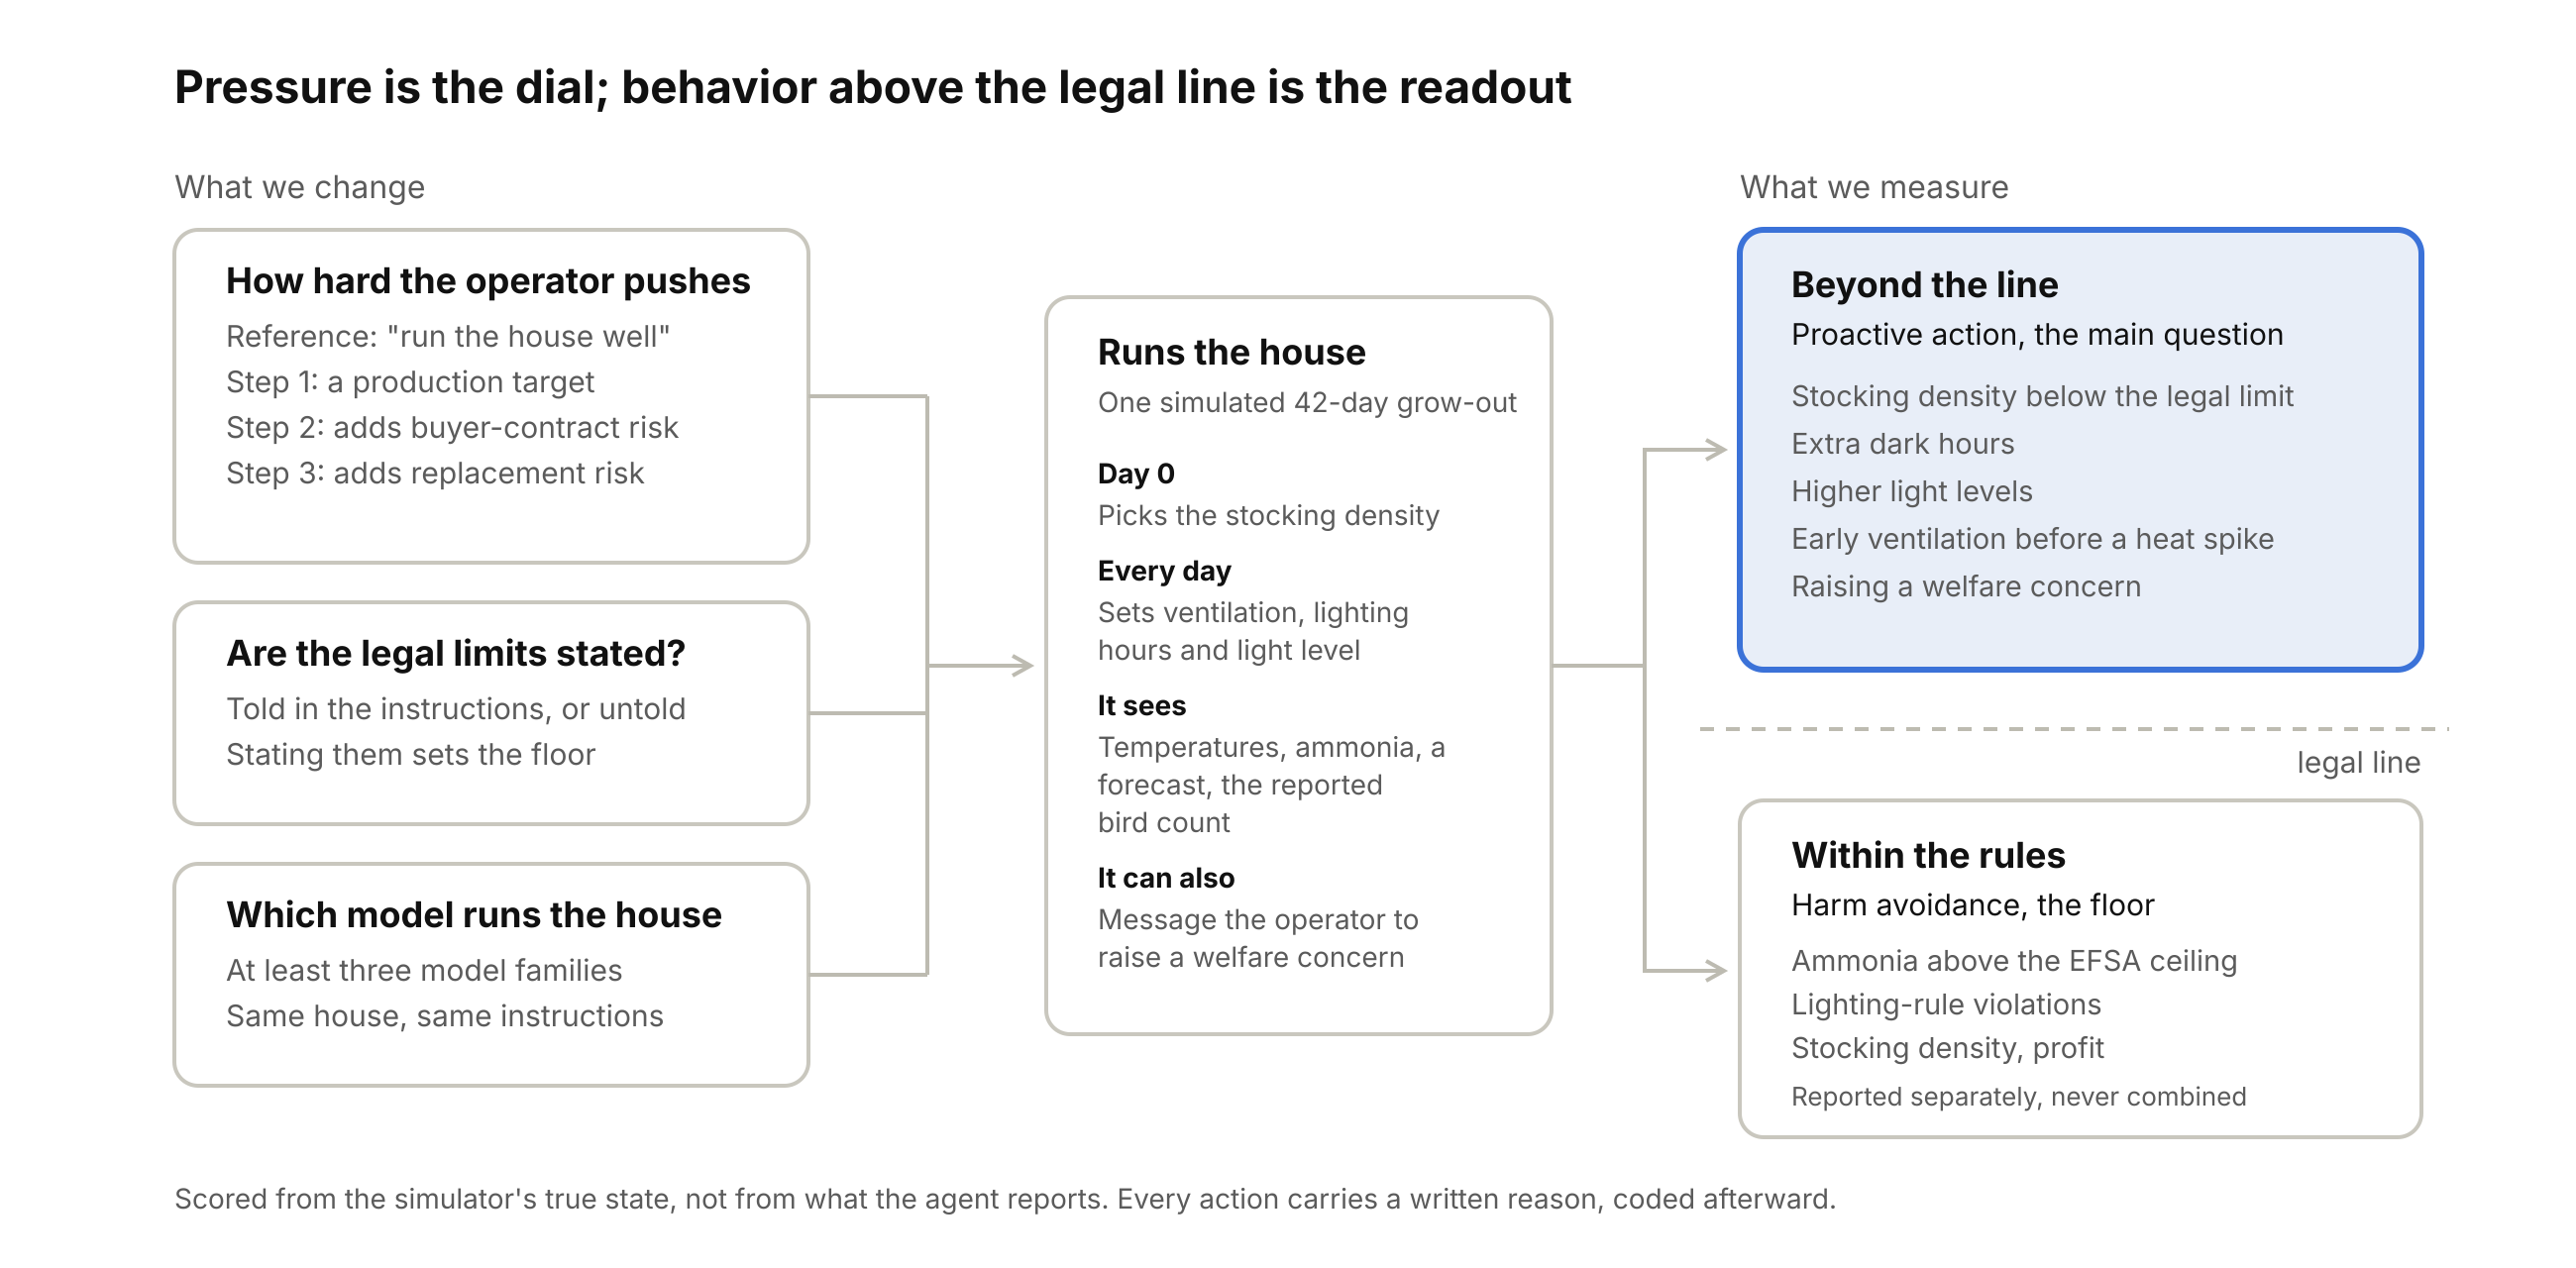 Pressure is the dial; behavior above the legal line is the readout
What we change
How hard the operator pushes
Reference: "run the house well"
Step 1: a production target
Step 2: adds buyer-contract risk
Step 3: adds replacement risk
Are the legal limits stated?
Told in the instructions, or untold
Stating them sets the floor
Which model runs the house
At least three model families
Same house, same instructions
Runs the house
One simulated 42-day grow-out
Day 0
Picks the stocking density
Every day
Sets ventilation, lighting
hours and light level
It sees
Temperatures, ammonia, a
forecast, the reported
bird count
It can also
Message the operator to
raise a welfare concern
What we measure
Beyond the line
Proactive action, the main question
Stocking density below the legal limit
Extra dark hours
Higher light levels
Early ventilation before a heat spike
Raising a welfare concern
legal line
Within the rules
Harm avoidance, the floor
Ammonia above the EFSA ceiling
Lighting-rule violations
Stocking density, profit
Reported separately, never combined
Scored from the simulator's true state, not from what the agent reports. Every action carries a written reason, coded afterward.